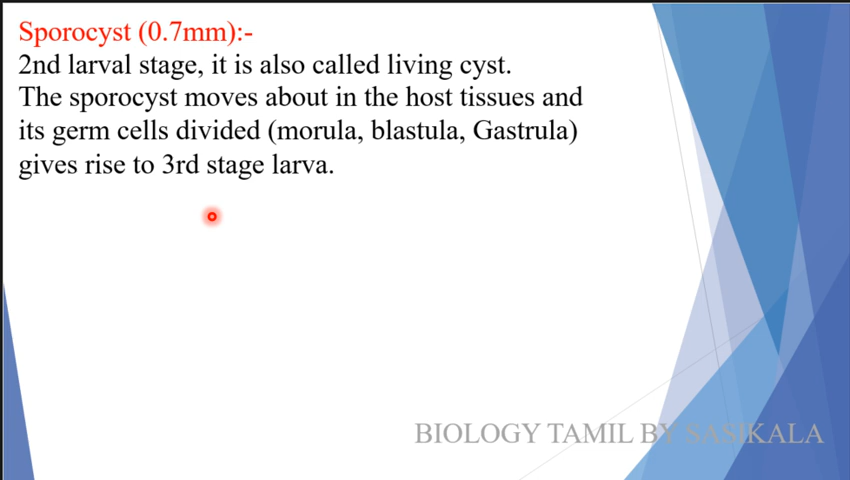 Sporocyst (0.7mm):-
2nd larval stage, it is also called living cyst.
The sporocyst moves about in the host tissues and
its germ cells divided (morula, blastula, Gastrula)
gives rise to 3rd stage larva.
BIOLOGY TAMIL BY SASIKALA